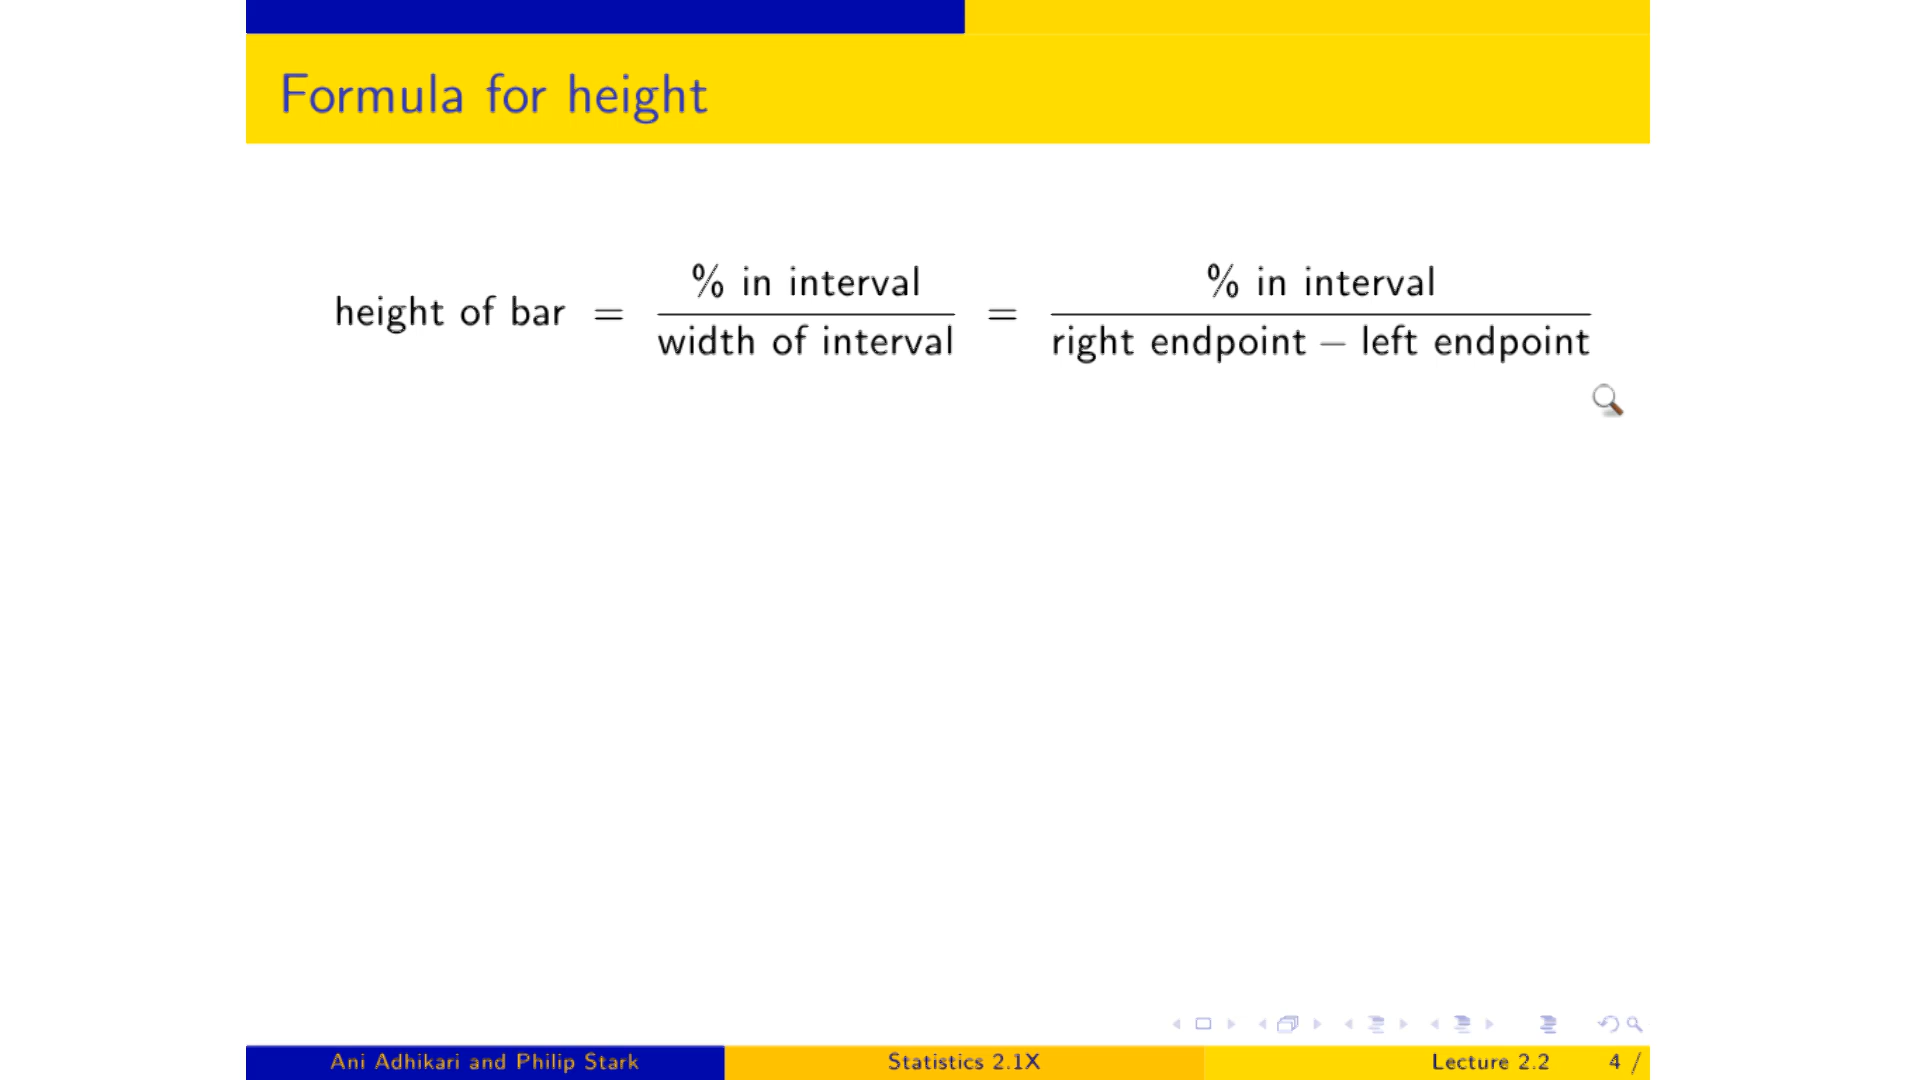 Formula for height
height of bar = % in interval / width of interval = % in interval / right endpoint − left endpoint
Ani Adhikari and Philip Stark Statistics 2.1X Lecture 2.2 4 /